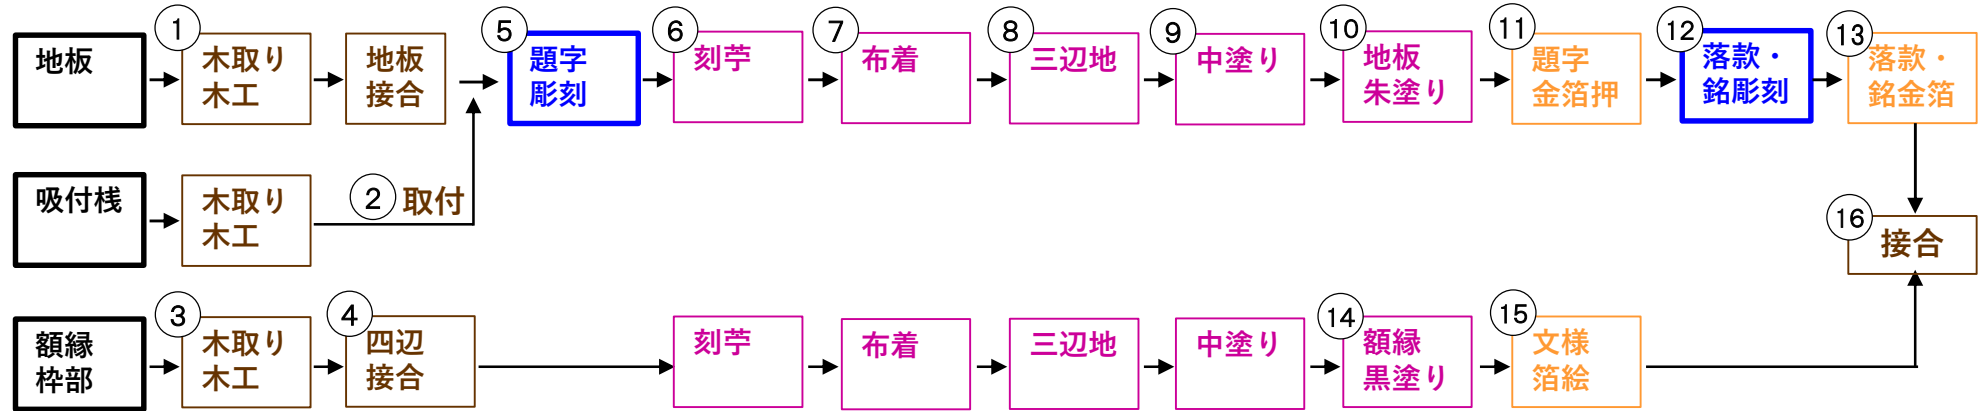 地板
①
木取り
木工
地板
接合
⑤
題字
彫刻
⑥
刻苧
⑦
布着
⑧
三辺地
⑨
中塗り
⑩
地板
朱塗り
⑪
題字
金箔押
⑫
落款・
銘彫刻
⑬
落款・
銘金箔
吸付桟
木取り
木工
② 取付
⑯
接合
額縁
枠部
③
木取り
木工
④
四辺
接合
刻苧
布着
三辺地
中塗り
⑭
額縁
黒塗り
⑮
文様
箔絵